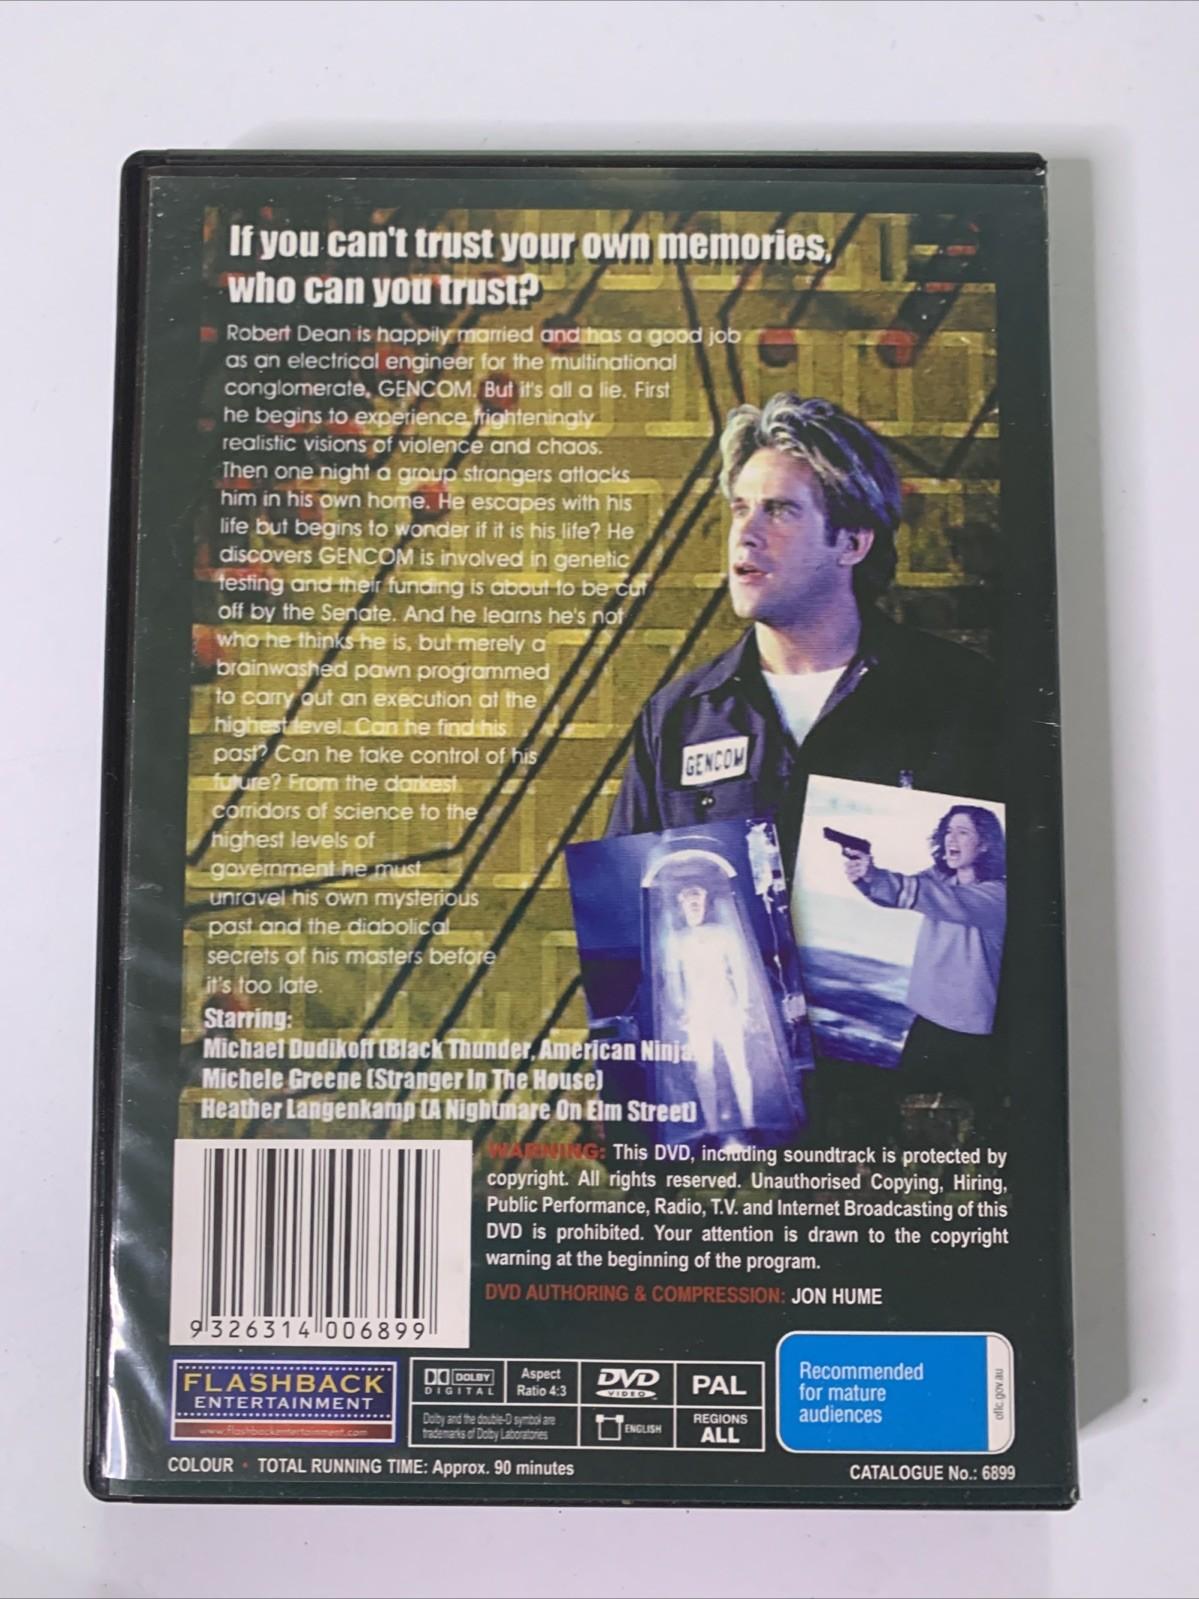 If you can't trust your own memories,
who can you trust?
Robert Dean is happily married and has a good job
as an electrical engineer for the multinational
conglomerate, GENCOM. But it's all a lie. First
he begins to experience frighteningly
realistic visions of violence and chaos.
Then one night a group strangers attacks
him in his own home. He escapes with his
life but begins to wonder if it is his life? He
discovers GENCOM is involved in genetic
testing and their funding is about to be cut
off by the Senate. And he learns he's not
who he thinks he is, but merely a
brainwashed pawn programmed
to carry out an execution at the
highest level. Can he find his
past? Can he take control of his
future? From the darkest
corridors of science to the
highest levels of
government he must
unravel his own mysterious
past and the diabolical
secrets of his masters before
it's too late.
GENCOM
Starring:
Michael Dudikoff (Black Thunder, American Ninja
Michele Greene (Stranger In The House)
Heather Langenkamp (A Nightmare On Elm Street)
WARNING: This DVD, including soundtrack is protected by
copyright. All rights reserved. Unauthorised Copying, Hiring,
Public Performance, Radio, T.V. and Internet Broadcasting of this
DVD is prohibited. Your attention is drawn to the copyright
warning at the beginning of the program.
DVD AUTHORING & COMPRESSION: JON HUME
9 326314 006899
FLASHBACK
ENTERTAINMENT
www.flashbackentertainment.com
DOLBY
DIGITAL
Aspect
Ratio 4:3
DVD
VIDEO
PAL
Dolby and the double-D symbol are
trademarks of Dolby Laboratories
ENGLISH
REGIONS
ALL
Recommended
for mature
audiences
oflc.gov.au
COLOUR • TOTAL RUNNING TIME: Approx. 90 minutes
CATALOGUE No.: 6899